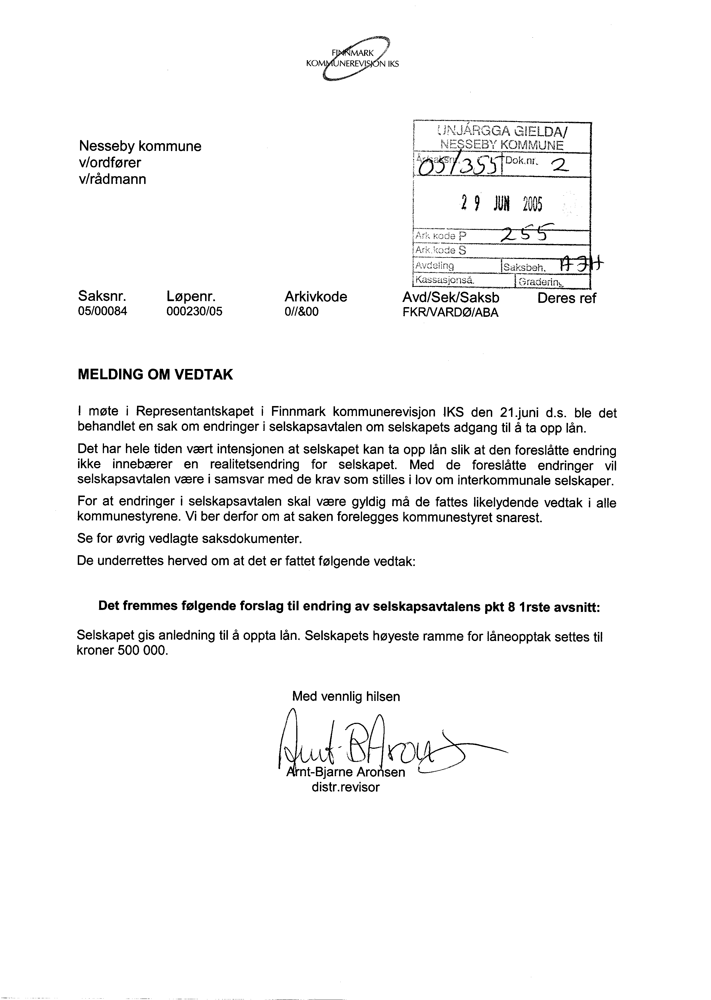 FINNMARK
KOMMUNEREVISJON IKS
Nesseby kommune
v/ordfører
v/rådmann
UNJÁRGGA GIELDA/
NESSEBY KOMMUNE
År/saksnr. 05/355 Dok.nr. 2
29 JUN 2005
Ark kode P 255
Ark.kode S
Avdeling Saksbeh. AJH
Kassasjonså. Gradering
Saksnr. Løpenr. Arkivkode Avd/Sek/Saksb Deres ref
05/00084 000230/05 0//&00 FKR/VARDØ/ABA
MELDING OM VEDTAK
I møte i Representantskapet i Finnmark kommunerevisjon IKS den 21.juni d.s. ble det
behandlet en sak om endringer i selskapsavtalen om selskapets adgang til å ta opp lån.
Det har hele tiden vært intensjonen at selskapet kan ta opp lån slik at den foreslåtte endring
ikke innebærer en realitetsendring for selskapet. Med de foreslåtte endringer vil
selskapsavtalen være i samsvar med de krav som stilles i lov om interkommunale selskaper.
For at endringer i selskapsavtalen skal være gyldig må de fattes likelydende vedtak i alle
kommunestyrene. Vi ber derfor om at saken forelegges kommunestyret snarest.
Se for øvrig vedlagte saksdokumenter.
De underrettes herved om at det er fattet følgende vedtak:
Det fremmes følgende forslag til endring av selskapsavtalens pkt 8 1rste avsnitt:
Selskapet gis anledning til å oppta lån. Selskapets høyeste ramme for låneopptak settes til
kroner 500 000.
Med vennlig hilsen
Arnt-Bjarne Aronsen
distr.revisor